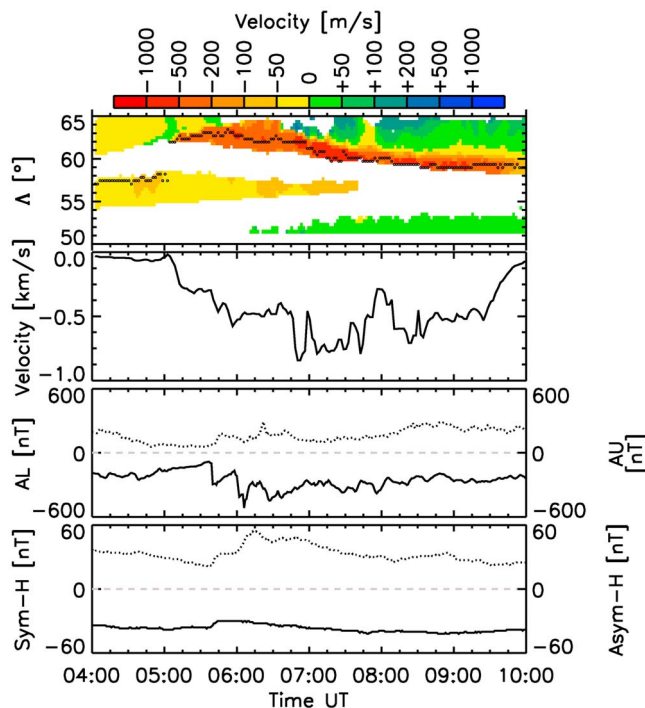 Velocity [m/s]
−1000 −500 −200 −100 −50 0 +50 +100 +200 +500 +1000
65
60
55
50
Λ [°]
0.0
−0.5
−1.0
Velocity [km/s]
600 600
0 0
−600 −600
AL [nT]
AU
[nT]
60 60
0 0
−60 −60
Sym−H [nT]
Asym−H [nT]
04:00 05:00 06:00 07:00 08:00 09:00 10:00
Time UT